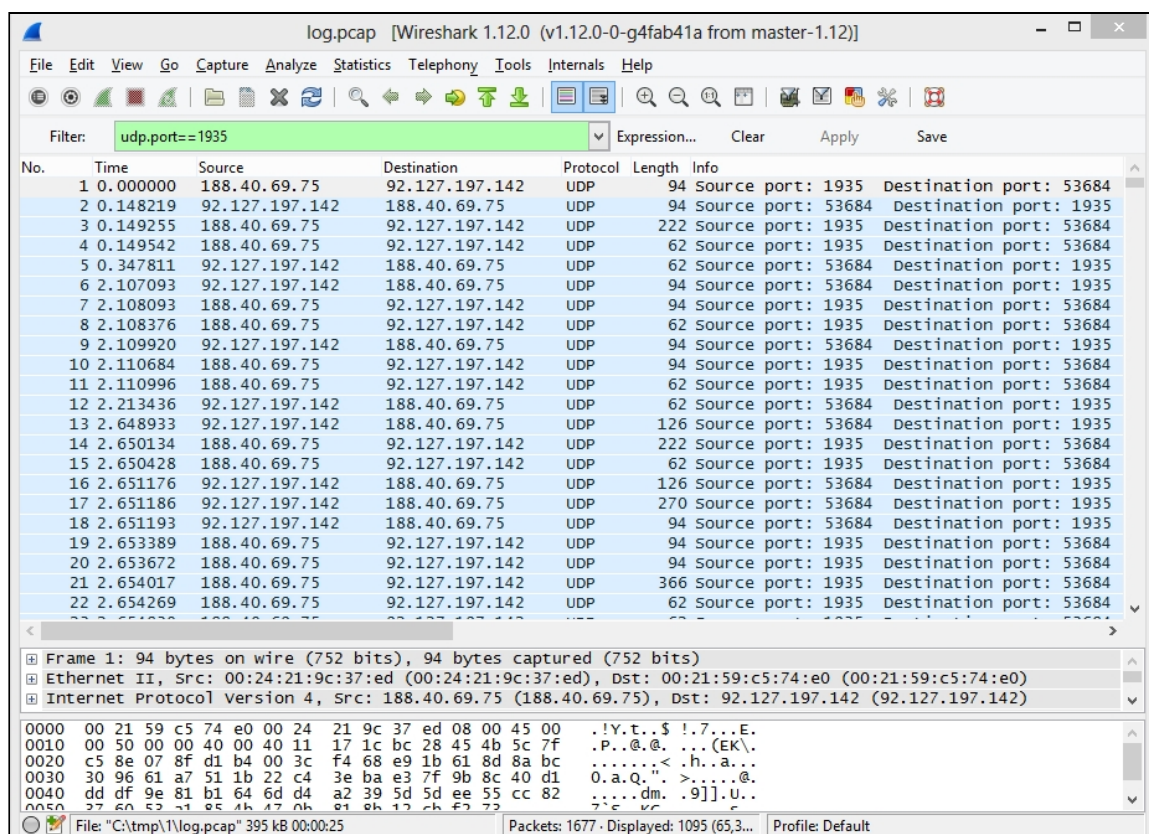 log.pcap [Wireshark 1.12.0 (v1.12.0-0-g4fab41a from master-1.12)]
File Edit View Go Capture Analyze Statistics Telephony Tools Internals Help
Filter: udp.port==1935 Expression... Clear Apply Save
No. Time Source Destination Protocol Length Info
1 0.000000 188.40.69.75 92.127.197.142 UDP 94 Source port: 1935 Destination port: 53684
2 0.148219 92.127.197.142 188.40.69.75 UDP 94 Source port: 53684 Destination port: 1935
3 0.149255 188.40.69.75 92.127.197.142 UDP 222 Source port: 1935 Destination port: 53684
4 0.149542 188.40.69.75 92.127.197.142 UDP 62 Source port: 1935 Destination port: 53684
5 0.347811 92.127.197.142 188.40.69.75 UDP 62 Source port: 53684 Destination port: 1935
6 2.107093 92.127.197.142 188.40.69.75 UDP 94 Source port: 53684 Destination port: 1935
7 2.108093 188.40.69.75 92.127.197.142 UDP 94 Source port: 1935 Destination port: 53684
8 2.108376 188.40.69.75 92.127.197.142 UDP 62 Source port: 1935 Destination port: 53684
9 2.109920 188.40.69.75 92.127.197.142 UDP 94 Source port: 1935 Destination port: 53684
10 2.110684 188.40.69.75 92.127.197.142 UDP 94 Source port: 1935 Destination port: 53684
11 2.110996 188.40.69.75 92.127.197.142 UDP 62 Source port: 1935 Destination port: 53684
12 2.213436 92.127.197.142 188.40.69.75 UDP 62 Source port: 53684 Destination port: 1935
13 2.648933 92.127.197.142 188.40.69.75 UDP 126 Source port: 53684 Destination port: 1935
14 2.650134 188.40.69.75 92.127.197.142 UDP 222 Source port: 1935 Destination port: 53684
15 2.650428 188.40.69.75 92.127.197.142 UDP 62 Source port: 1935 Destination port: 53684
16 2.651176 92.127.197.142 188.40.69.75 UDP 126 Source port: 53684 Destination port: 1935
17 2.651186 92.127.197.142 188.40.69.75 UDP 270 Source port: 53684 Destination port: 1935
18 2.651193 92.127.197.142 188.40.69.75 UDP 94 Source port: 53684 Destination port: 1935
19 2.653389 188.40.69.75 92.127.197.142 UDP 94 Source port: 1935 Destination port: 53684
20 2.653672 188.40.69.75 92.127.197.142 UDP 94 Source port: 1935 Destination port: 53684
21 2.654017 188.40.69.75 92.127.197.142 UDP 366 Source port: 1935 Destination port: 53684
22 2.654269 188.40.69.75 92.127.197.142 UDP 62 Source port: 1935 Destination port: 53684
Frame 1: 94 bytes on wire (752 bits), 94 bytes captured (752 bits)
Ethernet II, Src: 00:24:21:9c:37:ed (00:24:21:9c:37:ed), Dst: 00:21:59:c5:74:e0 (00:21:59:c5:74:e0)
Internet Protocol Version 4, Src: 188.40.69.75 (188.40.69.75), Dst: 92.127.197.142 (92.127.197.142)
0000 00 21 59 c5 74 e0 00 24 21 9c 37 ed 08 00 45 00 .!Y.t..$ !.7...E.
0010 00 50 00 00 40 00 40 11 17 1c bc 28 45 4b 5c 7f .P..@.@. ...(EK\.
0020 c5 8e 07 8f d1 b4 00 3c f4 68 e9 1b 61 8d 8a bc .......< .h..a...
0030 30 96 61 a7 51 1b 22 c4 3e ba e3 7f 9b 8c 40 d1 0.a.Q.". >.....@.
0040 dd df 9e 81 b1 64 6d d4 a2 39 5d 5d ee 55 cc 82 .....dm. .9]].U..
File: "C:\tmp\1\log.pcap" 395 kB 00:00:25 Packets: 1677 · Displayed: 1095 (65,3... Profile: Default